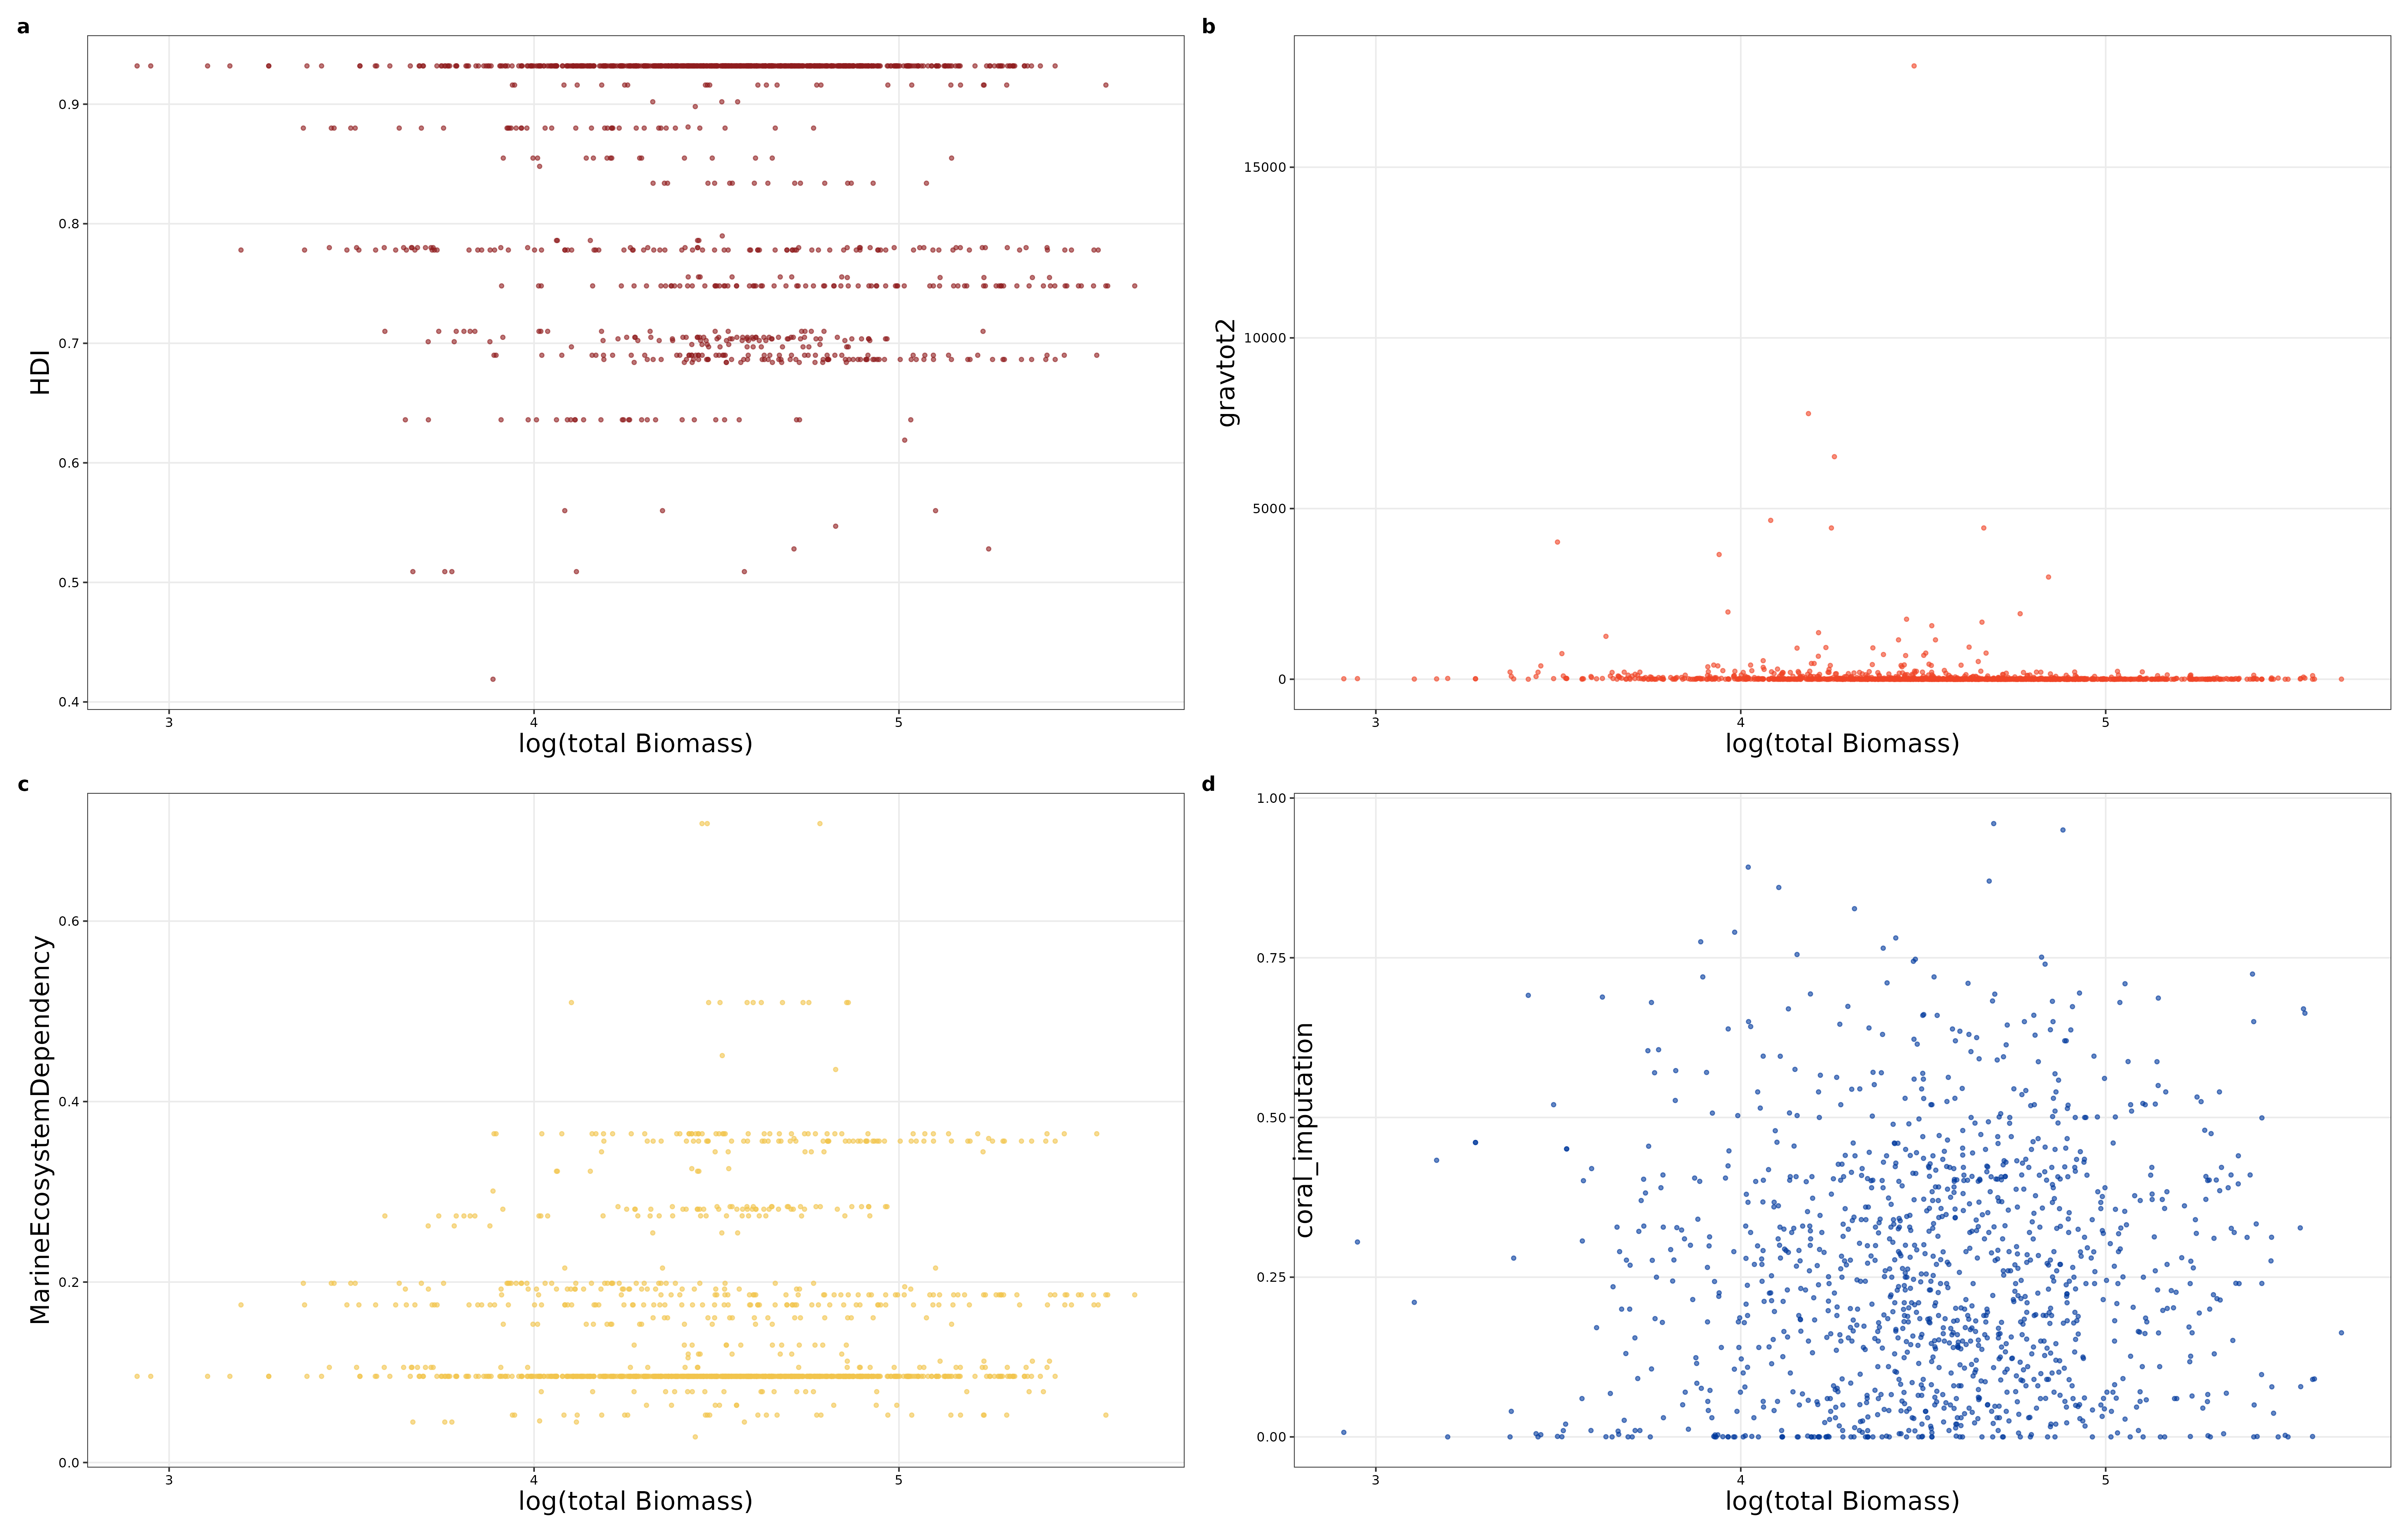 a
0.9
0.8
0.7
0.6
0.5
0.4
HDI
3 4 5
log(total Biomass)
b
15000
10000
5000
0
gravtot2
3 4 5
log(total Biomass)
c
0.6
0.4
0.2
0.0
MarineEcosystemDependency
3 4 5
log(total Biomass)
d
1.00
0.75
0.50
0.25
0.00
coral_imputation
3 4 5
log(total Biomass)